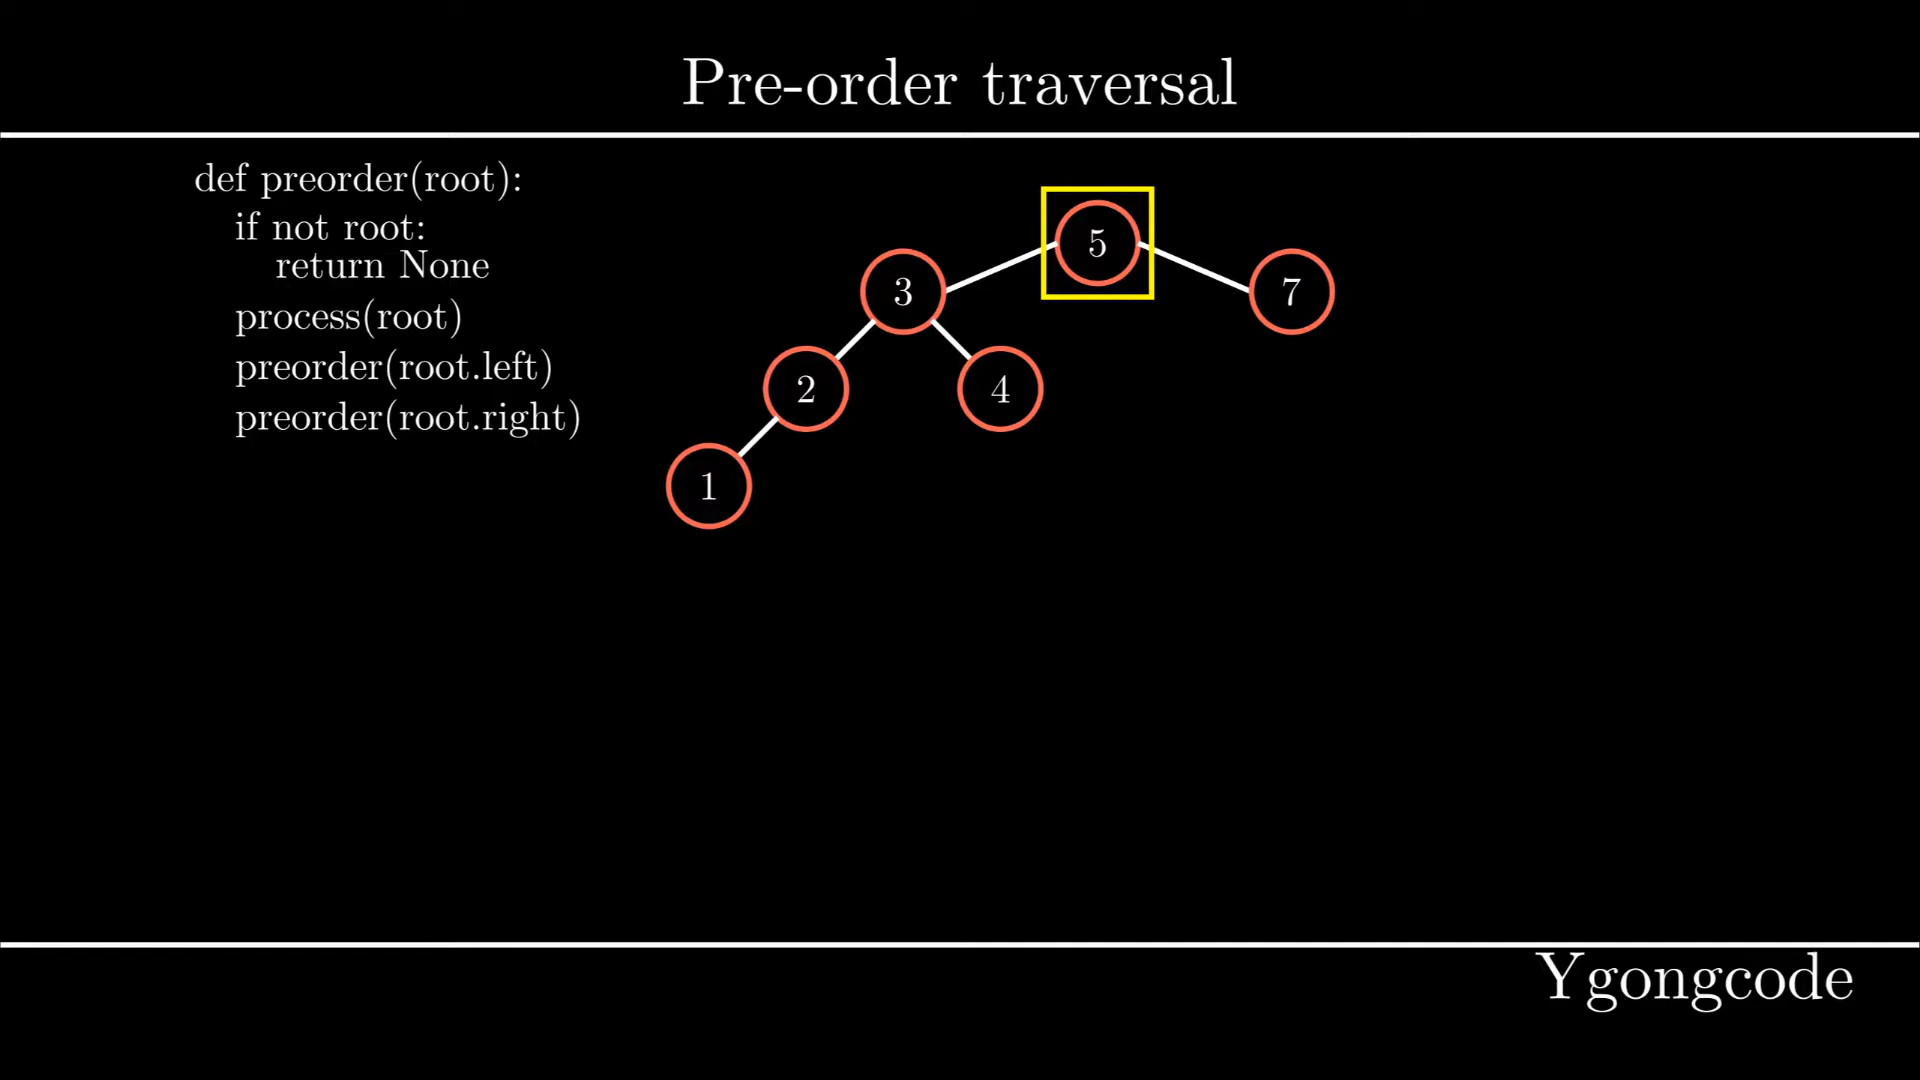 Pre-order traversal
def preorder(root):
if not root:
return None
process(root)
preorder(root.left)
preorder(root.right)
5
3
7
2
4
1
Ygongcode